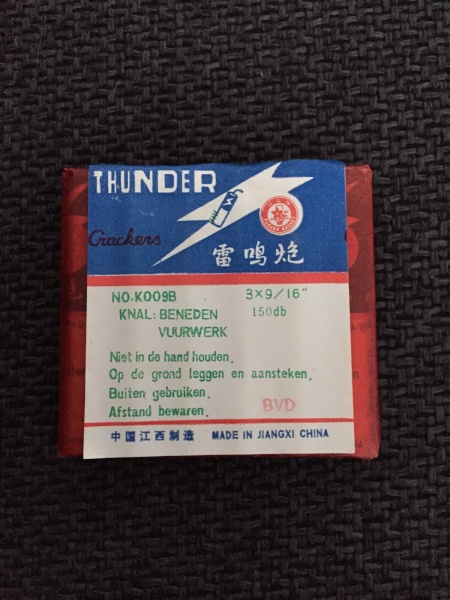 THUNDER
Crackers
雷鳴炮
NO.K009B 3×9/16"
KNAL: BENEDEN 150db
VUURWERK
Niet in de hand houden.
Op de grond leggen en aansteken.
Buiten gebruiken.
Afstand bewaren. BVD
中国江西制造 MADE IN JIANGXI CHINA